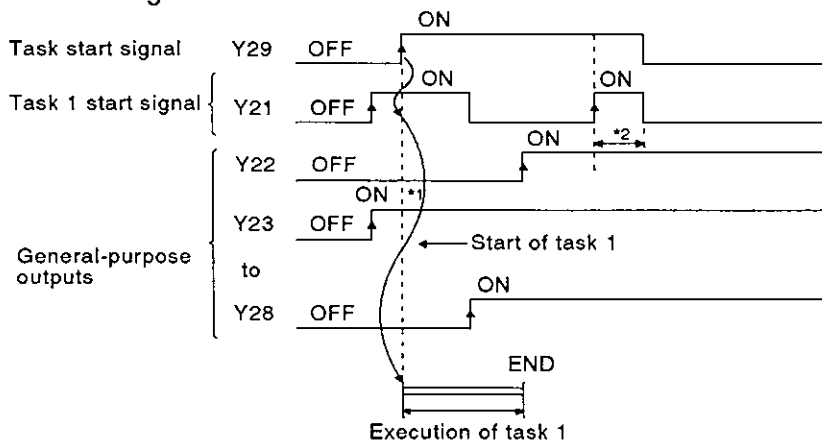 ON
Task start signal Y29 OFF
ON
Task 1 start signal Y21 OFF ON
*2
ON
Y22 OFF
ON *1
Y23 OFF
Start of task 1
General-purpose outputs
to
ON
Y28 OFF
END
Execution of task 1